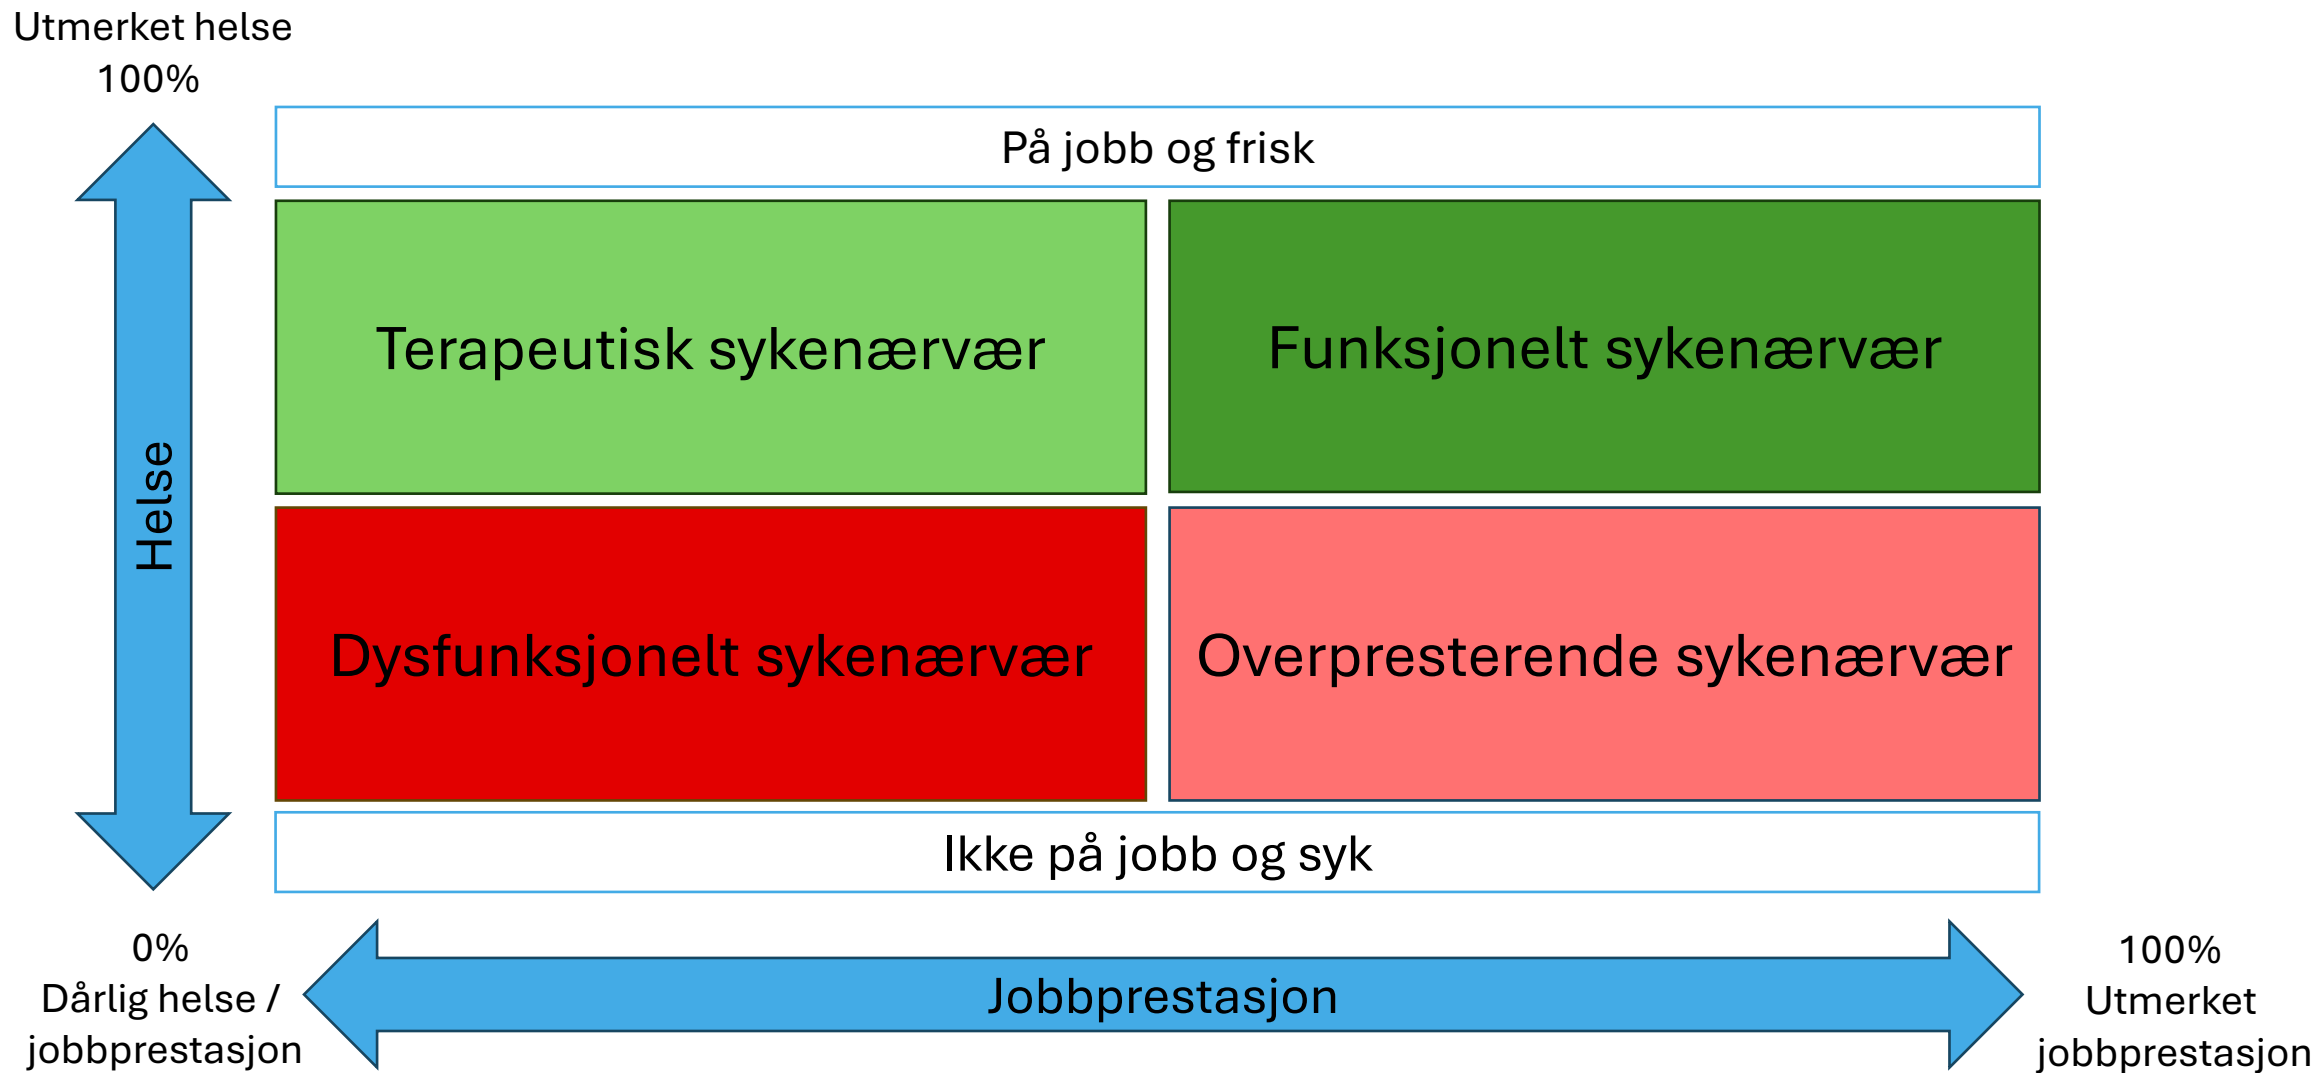 Utmerket helse
100%
På jobb og frisk
Terapeutisk sykenærvær
Funksjonelt sykenærvær
Helse
Dysfunksjonelt sykenærvær
Overpresterende sykenærvær
Ikke på jobb og syk
0%
Dårlig helse /
jobbprestasjon
Jobbprestasjon
100%
Utmerket
jobbprestasjon